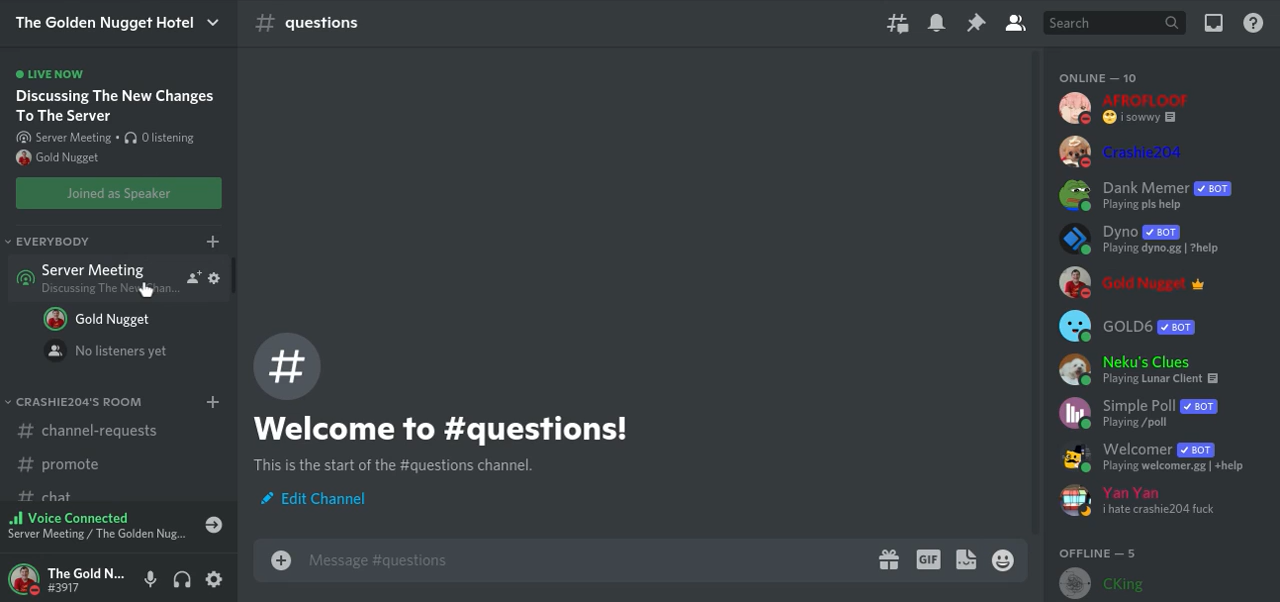 The Golden Nugget Hotel
LIVE NOW
Discussing The New Changes
To The Server
Server Meeting • 0 listening
Gold Nugget
Joined as Speaker
EVERYBODY
Server Meeting
Discussing The New Chan...
Gold Nugget
No listeners yet
CRASHIE204'S ROOM
channel-requests
promote
chat
Voice Connected
Server Meeting / The Golden Nug...
The Gold N...
#3917
# questions
Welcome to #questions!
This is the start of the #questions channel.
Edit Channel
Message #questions
GIF
Search
ONLINE — 10
AFROFLOOF
i sowwy
Crashie204
Dank Memer BOT
Playing pls help
Dyno BOT
Playing dyno.gg | ?help
Gold Nugget
GOLD6 BOT
Neku's Clues
Playing Lunar Client
Simple Poll BOT
Playing /poll
Welcomer BOT
Playing welcomer.gg | +help
Yan Yan
i hate crashie204 fuck
OFFLINE — 5
CKing